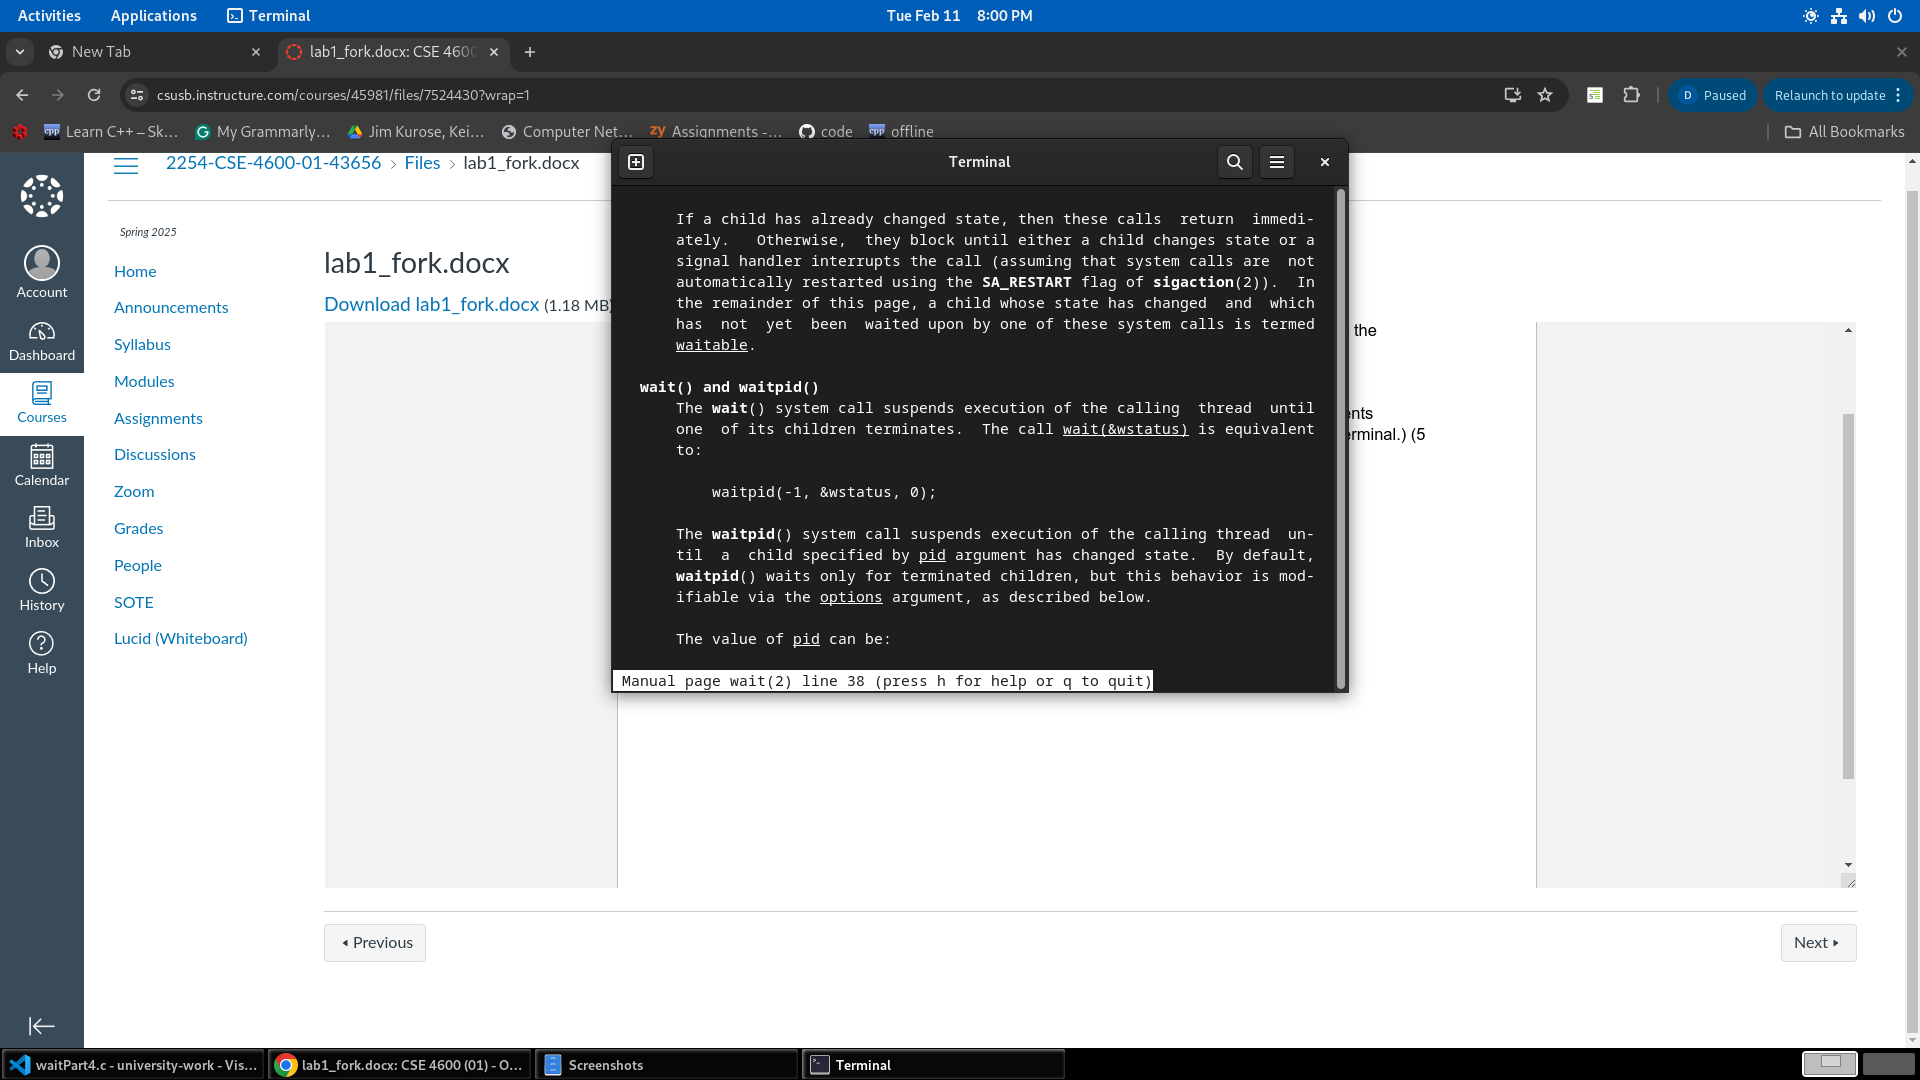 Activities Applications Terminal Tue Feb 11 8:00 PM
New Tab lab1_fork.docx: CSE 460
csusb.instructure.com/courses/45981/files/7524430?wrap=1 D Paused Relaunch to update
Learn C++ – Sk... My Grammarly... Jim Kurose, Kei... Computer Net... zy Assignments -... code offline All Bookmarks
2254-CSE-4600-01-43656 › Files › lab1_fork.docx
Spring 2025
Account
Dashboard
Courses
Calendar
Inbox
History
Help
Home
Announcements
Syllabus
Modules
Assignments
Discussions
Zoom
Grades
People
SOTE
Lucid (Whiteboard)
lab1_fork.docx
Download lab1_fork.docx (1.18 MB)
the
ents
erminal.) (5
Terminal
If a child has already changed state, then these calls return immedi-
ately. Otherwise, they block until either a child changes state or a
signal handler interrupts the call (assuming that system calls are not
automatically restarted using the SA_RESTART flag of sigaction(2)). In
the remainder of this page, a child whose state has changed and which
has not yet been waited upon by one of these system calls is termed
waitable.
wait() and waitpid()
The wait() system call suspends execution of the calling thread until
one of its children terminates. The call wait(&wstatus) is equivalent
to:
waitpid(-1, &wstatus, 0);
The waitpid() system call suspends execution of the calling thread un-
til a child specified by pid argument has changed state. By default,
waitpid() waits only for terminated children, but this behavior is mod-
ifiable via the options argument, as described below.
The value of pid can be:
Manual page wait(2) line 38 (press h for help or q to quit)
Previous
Next
waitPart4.c - university-work - Vis... lab1_fork.docx: CSE 4600 (01) - O... Screenshots Terminal